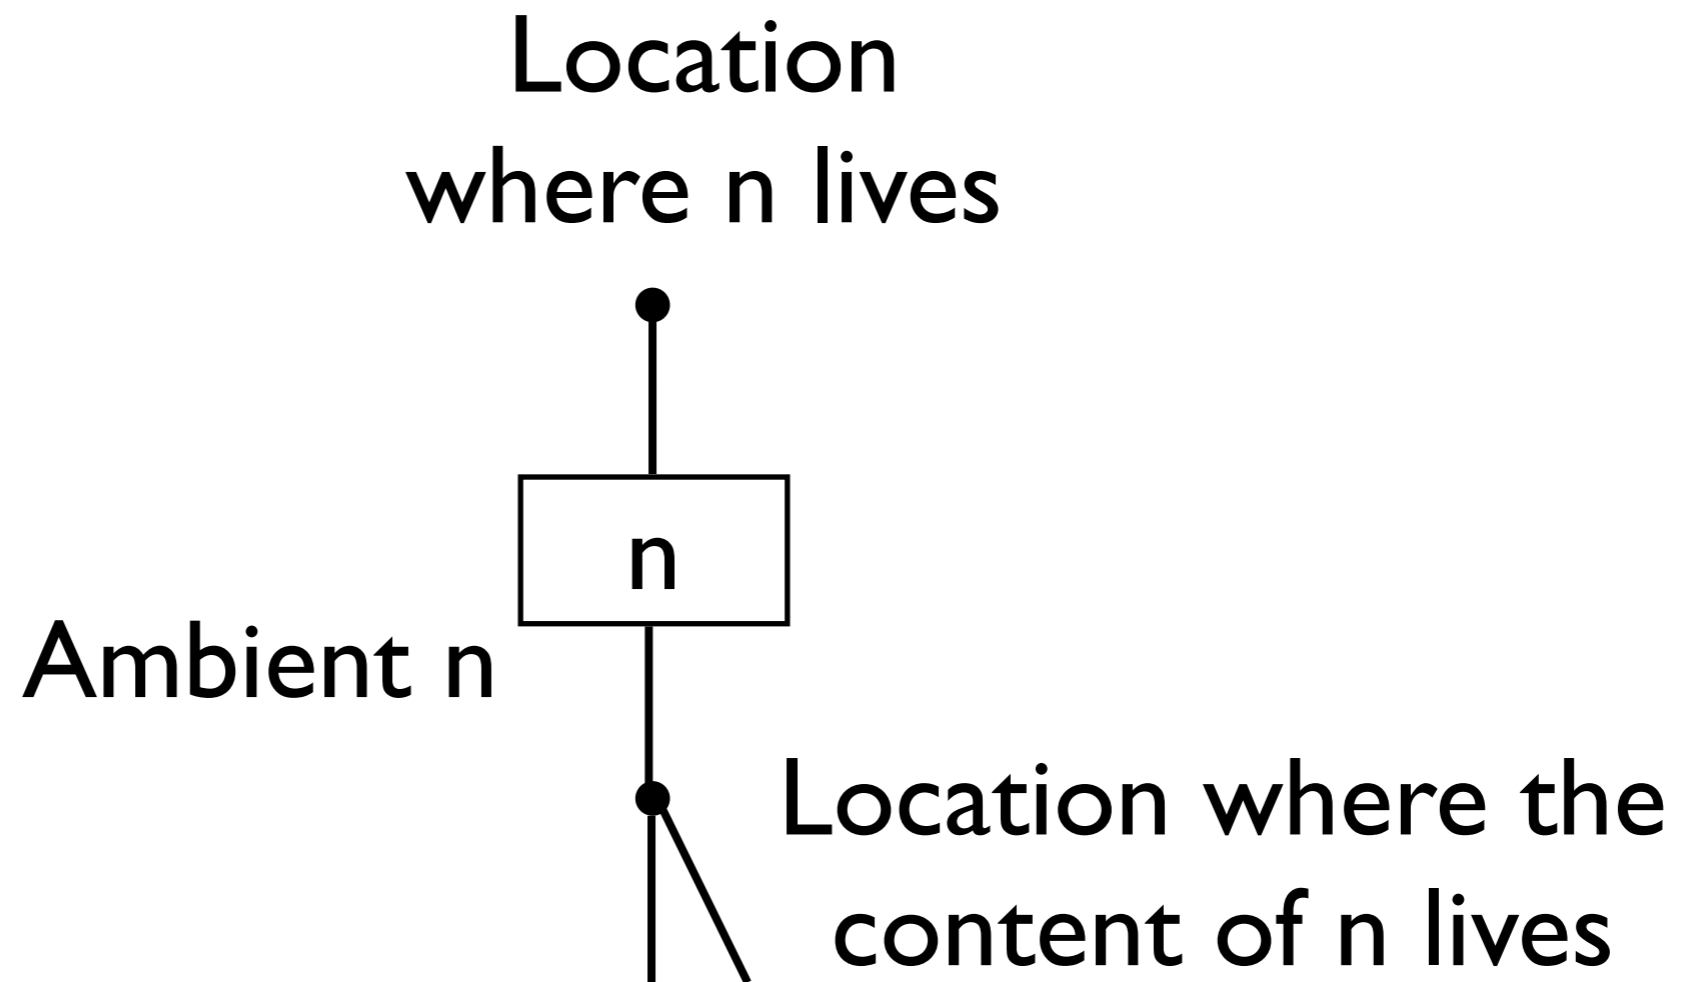 Location
where n lives
n
Ambient n
Location where the
content of n lives